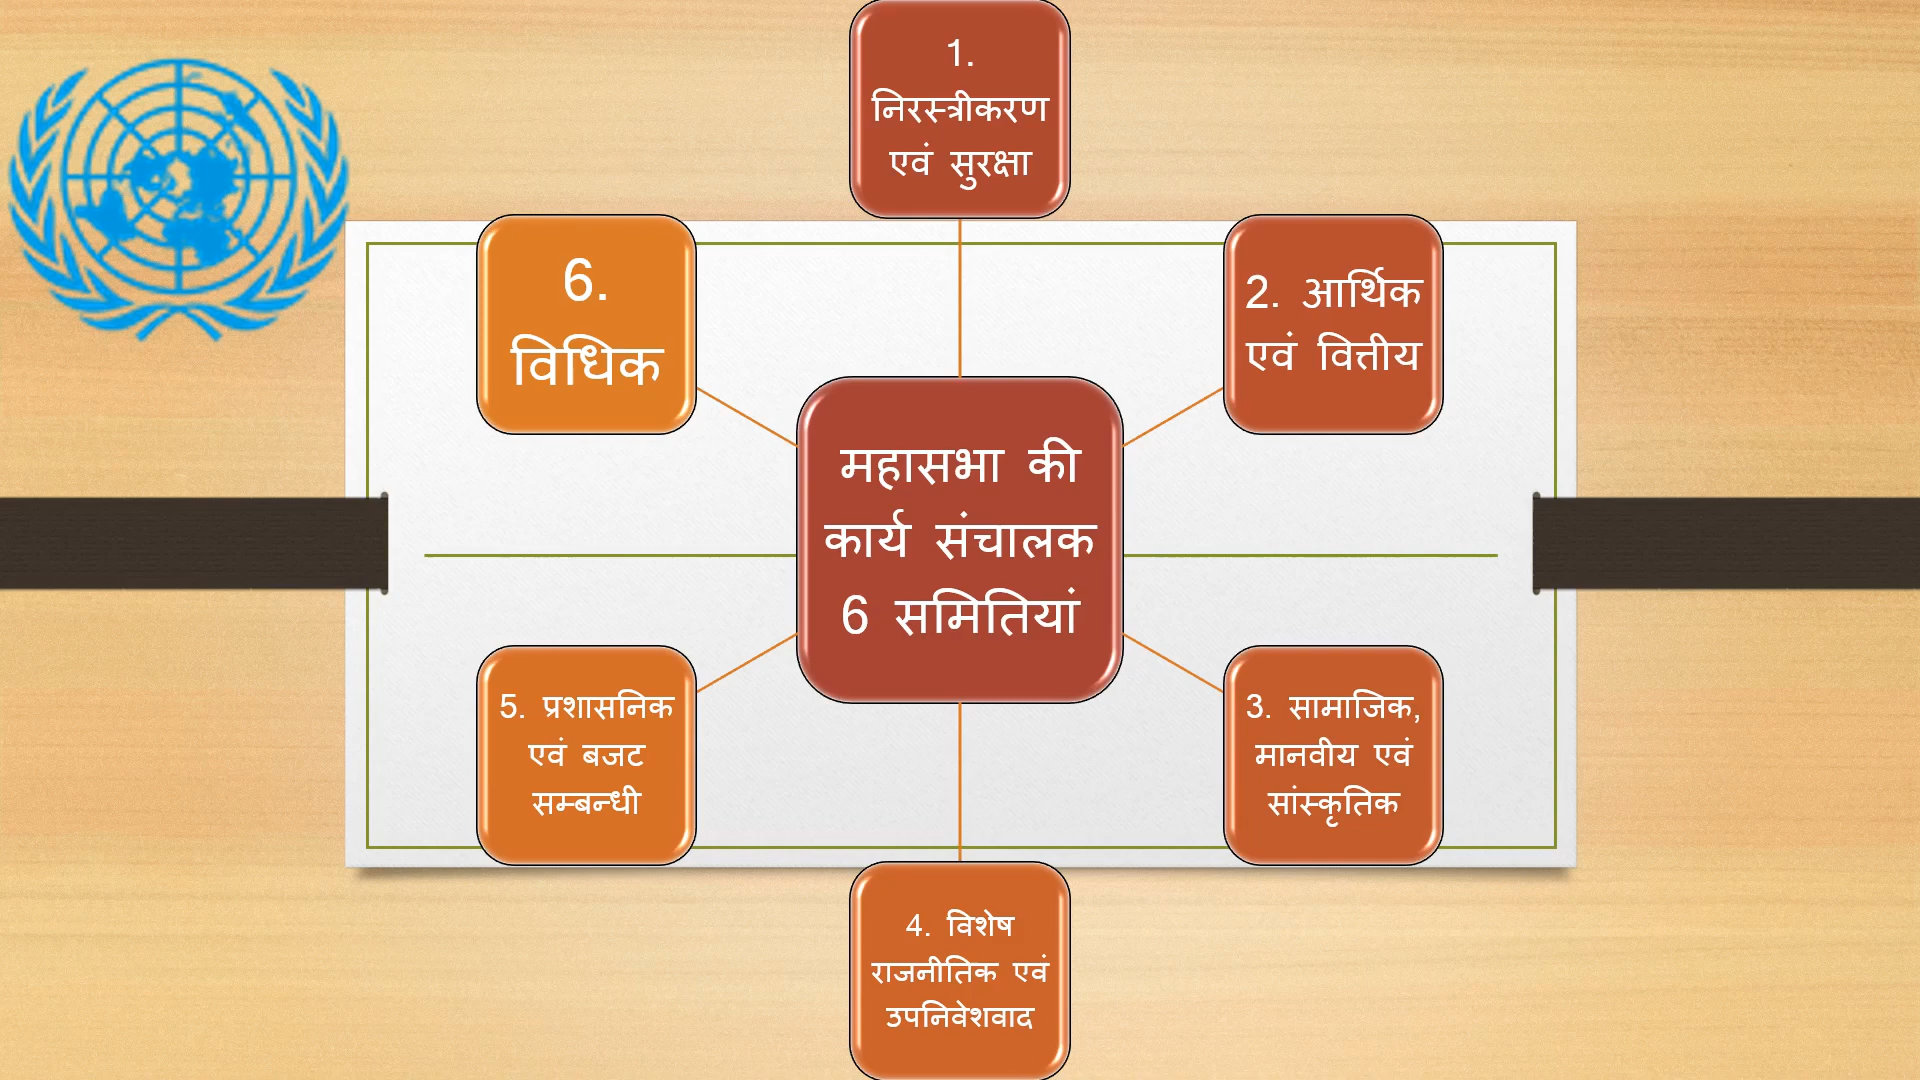 1.
निरस्त्रीकरण
एवं सुरक्षा
2. आर्थिक
एवं वित्तीय
3. सामाजिक,
मानवीय एवं
सांस्कृतिक
4. विशेष
राजनीतिक एवं
उपनिवेशवाद
5. प्रशासनिक
एवं बजट
सम्बन्धी
6.
विधिक
महासभा की
कार्य संचालक
6 समितियां